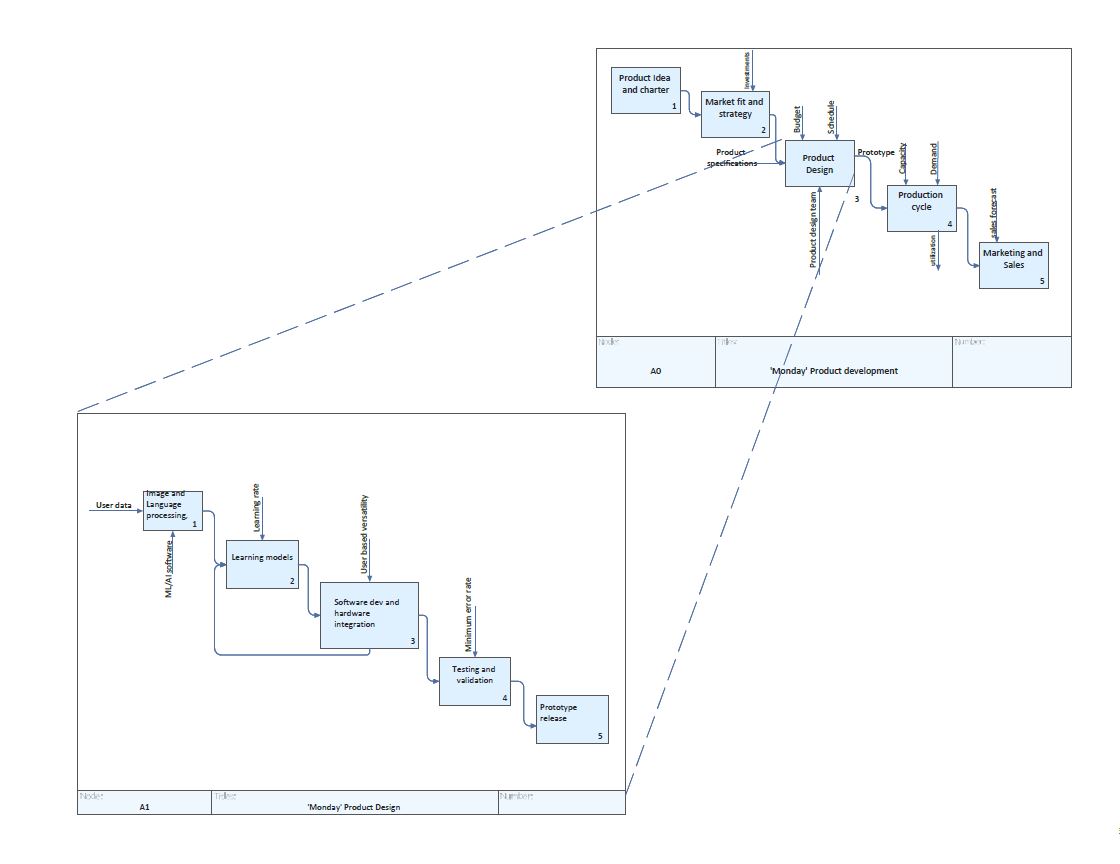 Investments
Product Idea
and charter
1
Market fit and
strategy
2
Budget
Schedule
Product
specifications
Product
Design
3
Prototype
Capacity
Demand
Product design team
Production
cycle
4
utilization
sales forecast
Marketing and
Sales
5
Node:
Titles:
Number:
A0
'Monday' Product development
User data
Image and
Language
processing,
1
ML/AI software
Learning rate
Learning models
2
User based versatility
Software dev and
hardware
integration
3
Minimum error rate
Testing and
validation
4
Prototype
release
5
Node:
Titles:
Number:
A1
'Monday' Product Design